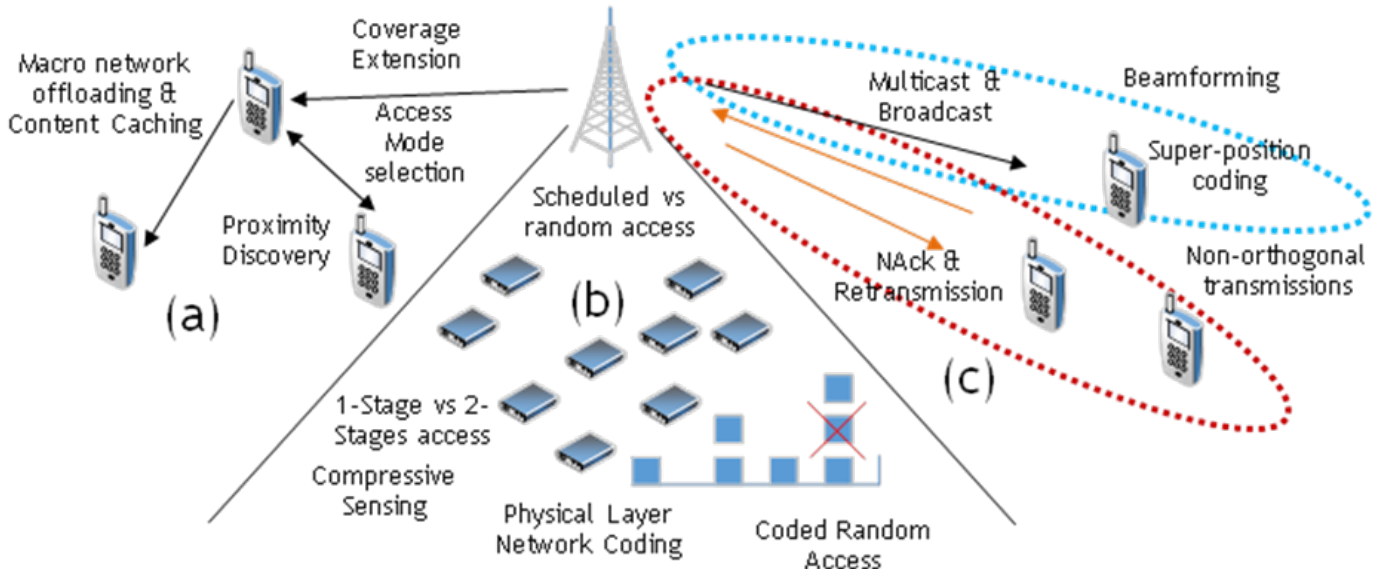 Coverage
Extension
Macro network
offloading &
Content Caching
Access
Mode
selection
Proximity
Discovery
(a)
Scheduled vs
random access
(b)
1-Stage vs 2-
Stages access
Compressive
Sensing
Physical Layer
Network Coding
Coded Random
Access
Multicast &
Broadcast
Beamforming
Super-position
coding
NAck &
Retransmission
Non-orthogonal
transmissions
(c)